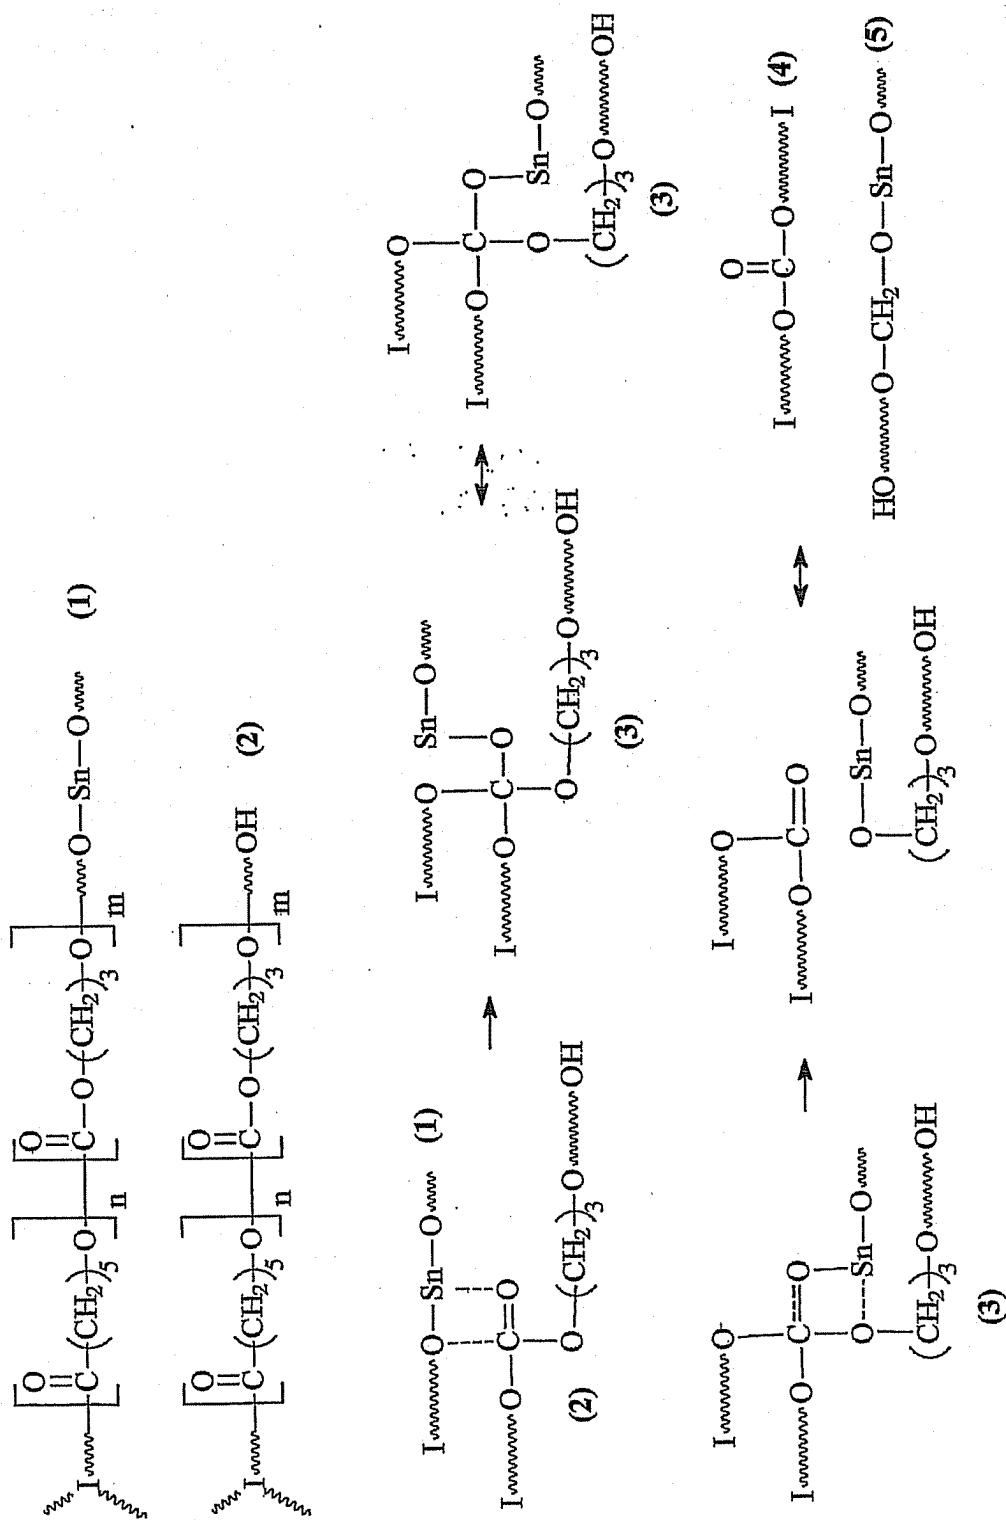 I [ C(=O) (CH2)5 O ]n [ C(=O) O (CH2)3 O ]m O—Sn—O (1)
I [ C(=O) (CH2)5 O ]n [ C(=O) O (CH2)3 O ]m OH (2)
I O—Sn—O (1)
I O—C=O
O (CH2)3 O OH
(2)
I O Sn—O
I O—C—O
O (CH2)3 O OH
(3)
I O
I O—C—O
O Sn—O
(CH2)3 O OH
(3)
I O
I O—C=O
O Sn—O
(CH2)3 O OH
(3)
I O
I O—C=O
O—Sn—O
(CH2)3 O OH
O
I O—C—O I (4)
HO O—CH2—O—Sn—O (5)